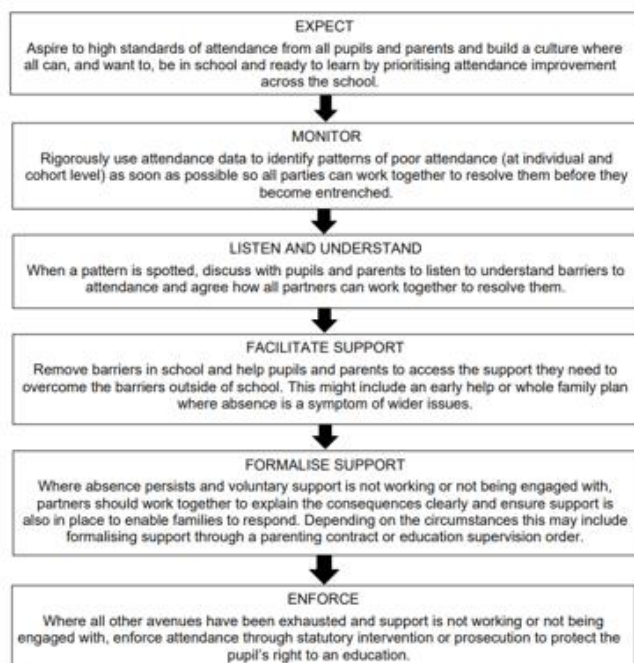 EXPECT
Aspire to high standards of attendance from all pupils and parents and build a culture where
all can, and want to, be in school and ready to learn by prioritising attendance improvement
across the school.
MONITOR
Rigorously use attendance data to identify patterns of poor attendance (at individual and
cohort level) as soon as possible so all parties can work together to resolve them before they
become entrenched.
LISTEN AND UNDERSTAND
When a pattern is spotted, discuss with pupils and parents to listen to understand barriers to
attendance and agree how all partners can work together to resolve them.
FACILITATE SUPPORT
Remove barriers in school and help pupils and parents to access the support they need to
overcome the barriers outside of school. This might include an early help or whole family plan
where absence is a symptom of wider issues.
FORMALISE SUPPORT
Where absence persists and voluntary support is not working or not being engaged with,
partners should work together to explain the consequences clearly and ensure support is
also in place to enable families to respond. Depending on the circumstances this may include
formalising support through a parenting contract or education supervision order.
ENFORCE
Where all other avenues have been exhausted and support is not working or not being
engaged with, enforce attendance through statutory intervention or prosecution to protect the
pupil's right to an education.